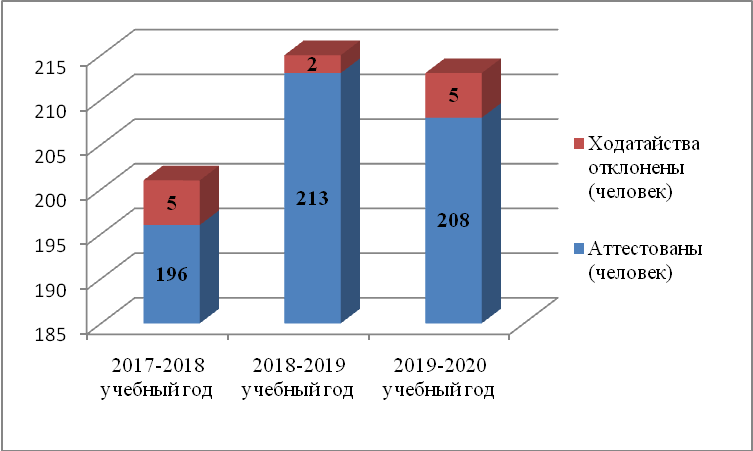 215
210
205
200
195
190
185
5
196
2
213
5
208
2017-2018
учебный год
2018-2019
учебный год
2019-2020
учебный год
Ходатайства
отклонены
(человек)
Аттестованы
(человек)